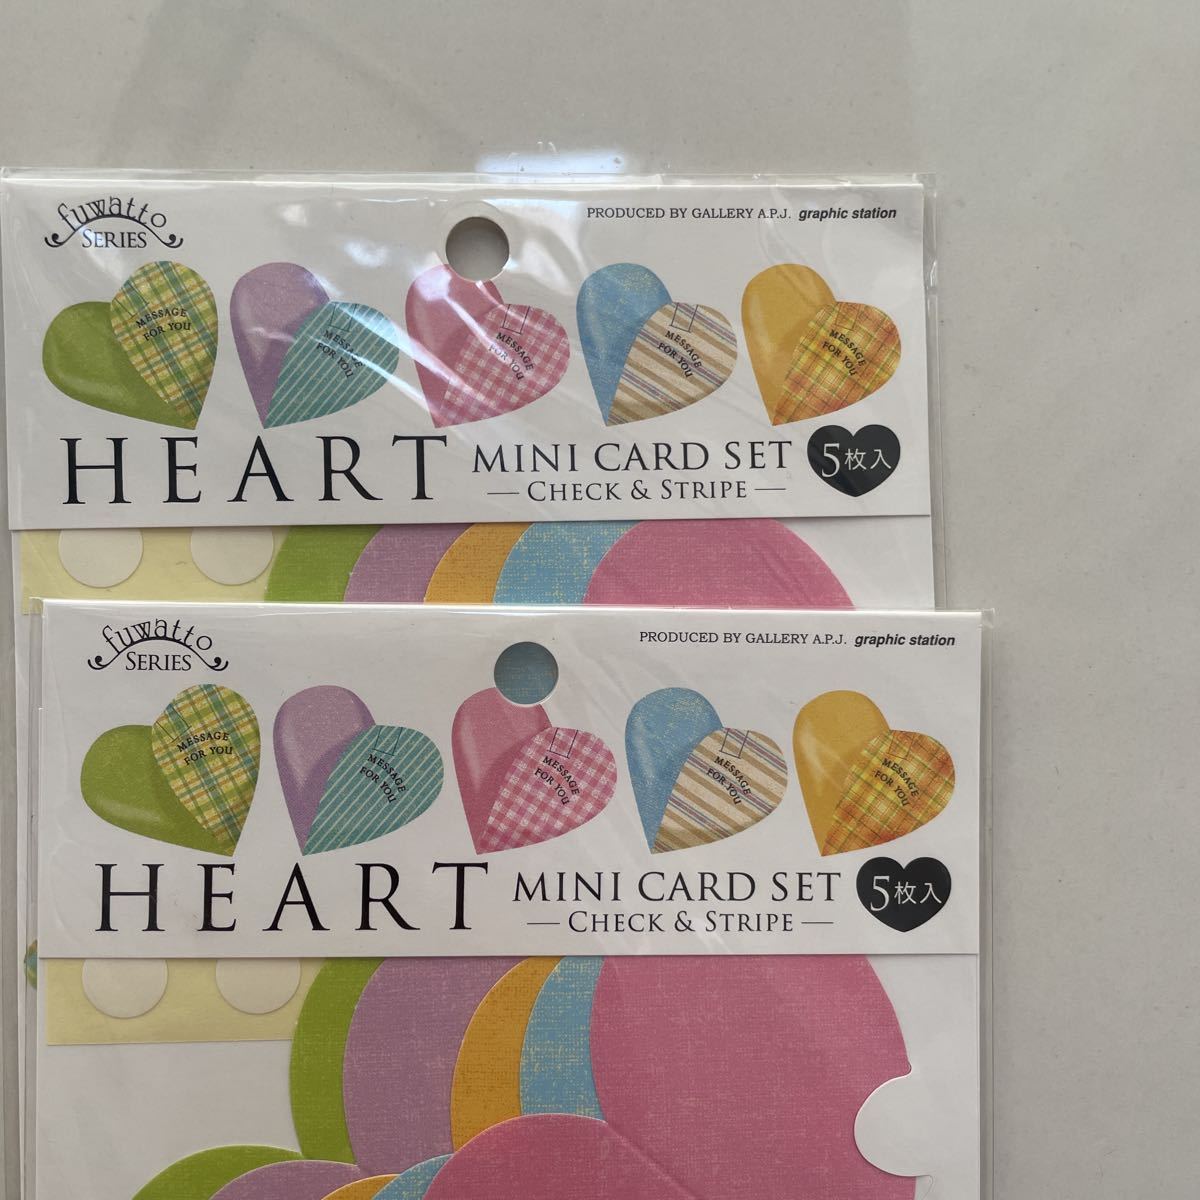 fuwatto
SERIES
PRODUCED BY GALLERY A.P.J. graphic station
MESSAGE
FOR YOU
MESSAGE
FOR YOU
MESSAGE
FOR YOU
MESSAGE
FOR YOU
MESSAGE
FOR YOU
HEART MINI CARD SET 5枚入
— CHECK & STRIPE —
fuwatto
SERIES
PRODUCED BY GALLERY A.P.J. graphic station
MESSAGE
FOR YOU
MESSAGE
FOR YOU
MESSAGE
FOR YOU
MESSAGE
FOR YOU
MESSAGE
FOR YOU
HEART MINI CARD SET 5枚入
— CHECK & STRIPE —